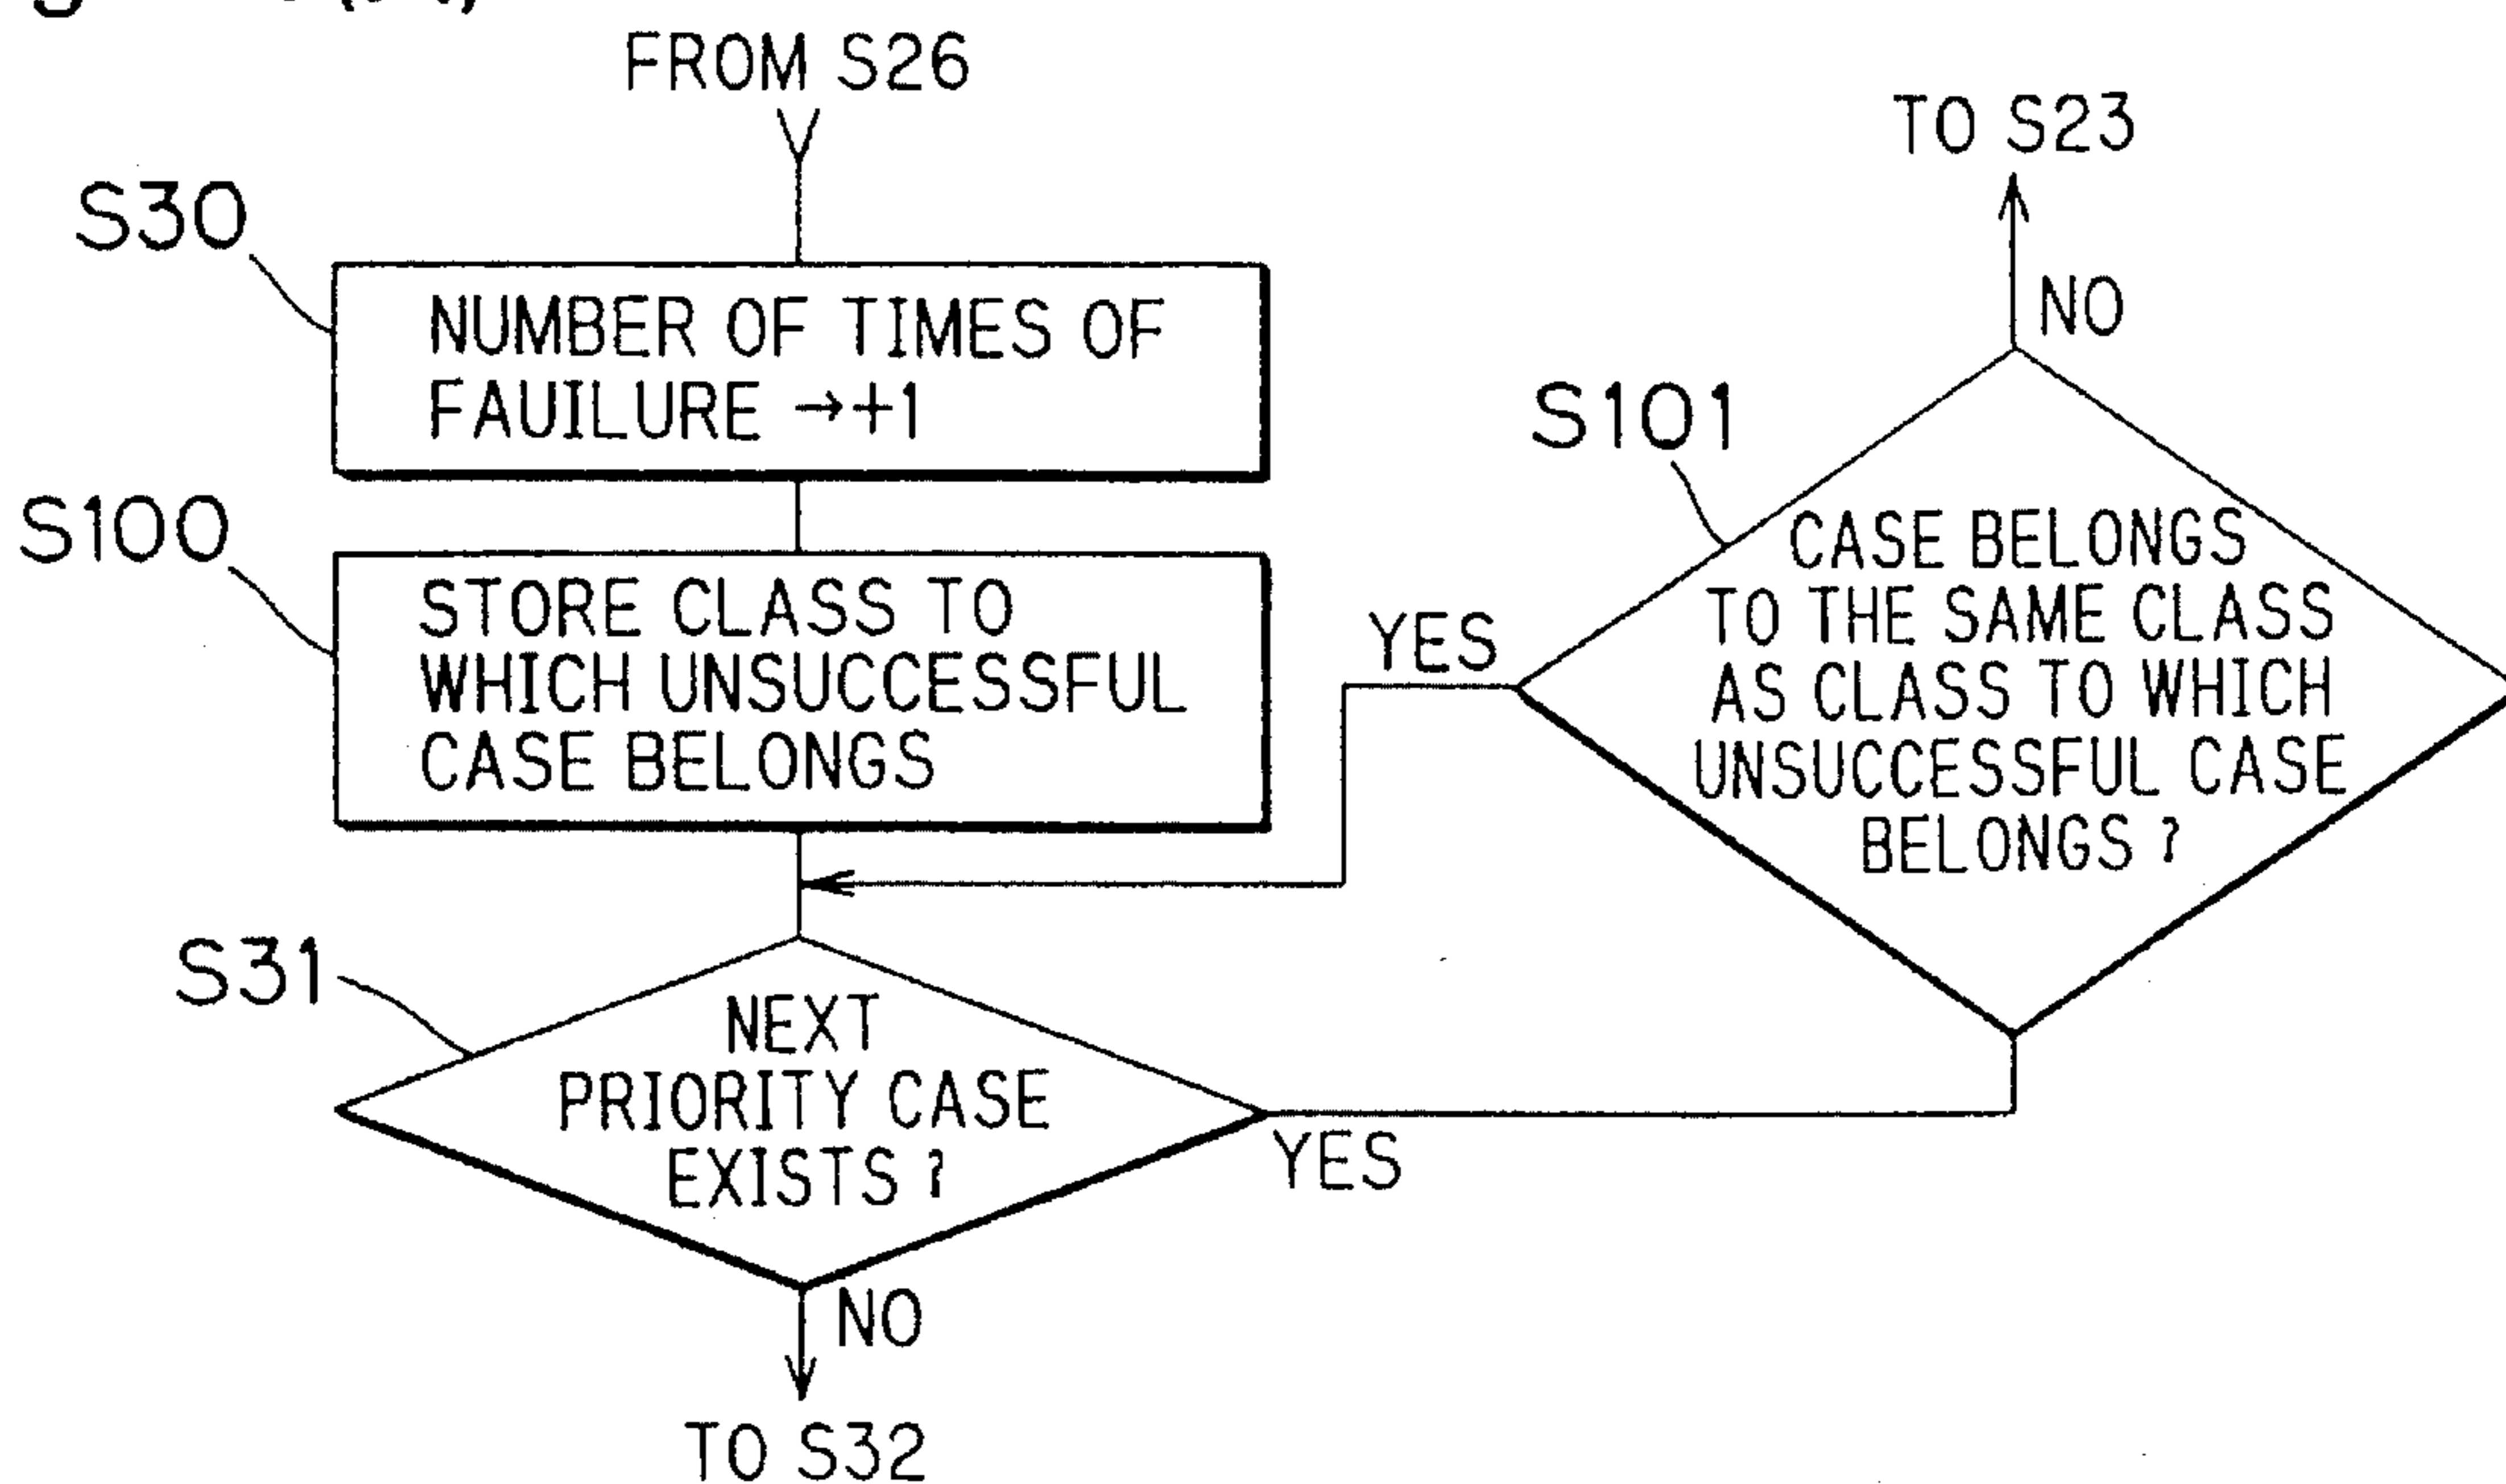 FROM S26
TO S23
S30
NUMBER OF TIMES OF
FAUILURE →+1
NO
S101
S100
STORE CLASS TO
WHICH UNSUCCESSFUL
CASE BELONGS
CASE BELONGS
TO THE SAME CLASS
AS CLASS TO WHICH
UNSUCCESSFUL CASE
BELONGS ?
YES
S31
NEXT
PRIORITY CASE
EXISTS ?
YES
NO
TO S32